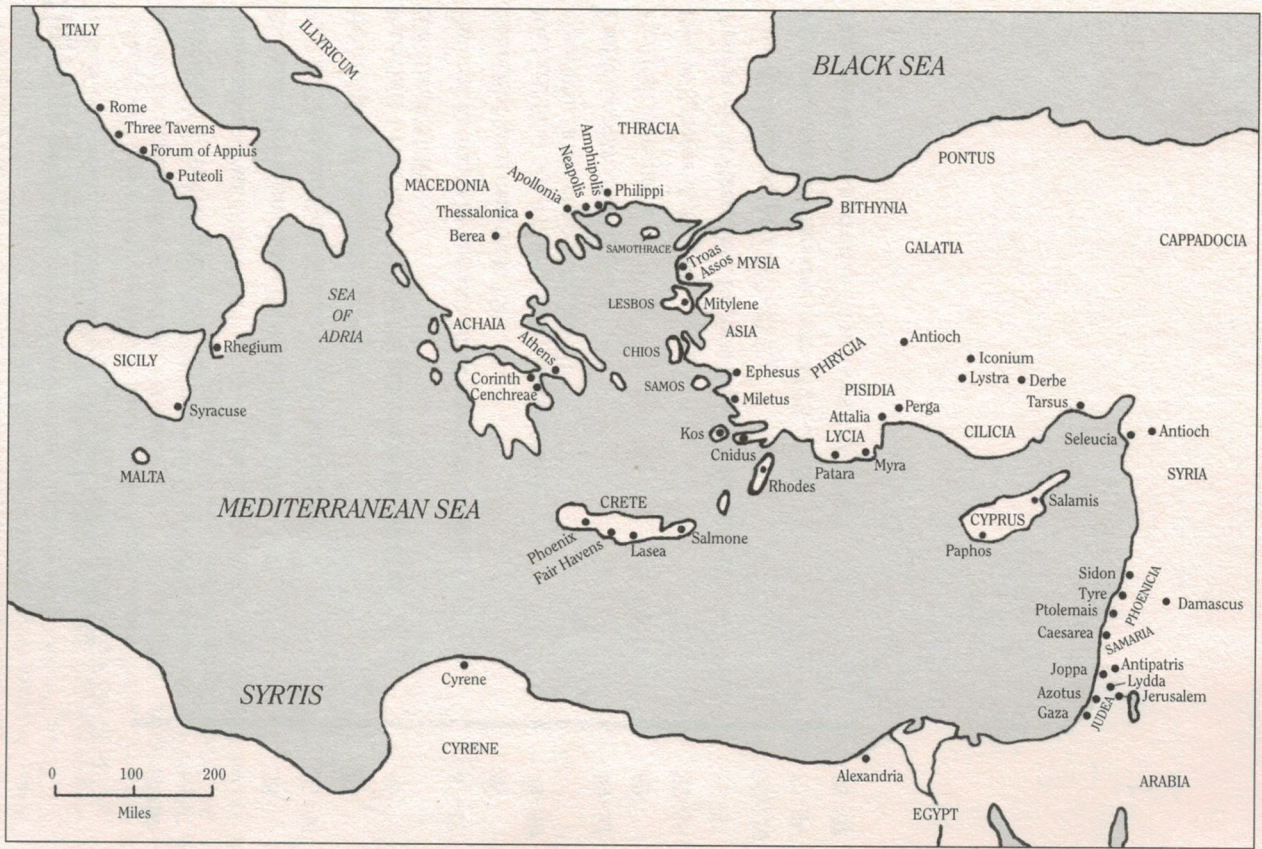 ITALY
ILLYRICUM
BLACK SEA
Rome
Three Taverns
Forum of Appius
Puteoli
THRACIA
PONTUS
MACEDONIA
Apollonia
Neapolis
Amphipolis
Philippi
BITHYNIA
Thessalonica
Berea
SAMOTHRACE
GALATIA
CAPPADOCIA
Troas
Assos
MYSIA
SEA
OF
ADRIA
LESBOS
Mitylene
ACHAIA
Athens
ASIA
SICILY
Rhegium
CHIOS
PHRYGIA
Antioch
Iconium
Corinth
Cenchreae
SAMOS
Ephesus
PISIDIA
Lystra
Derbe
Syracuse
Miletus
Attalia
Perga
Tarsus
Kos
Cnidus
LYCIA
CILICIA
Seleucia
Antioch
MALTA
Rhodes
Patara
Myra
SYRIA
MEDITERRANEAN SEA
CRETE
Salamis
CYPRUS
Phoenix
Fair Havens
Lasea
Salmone
Paphos
Sidon
Tyre
PHOENICIA
Ptolemais
Damascus
Caesarea
SAMARIA
Cyrene
Joppa
Antipatris
Lydda
SYRTIS
Azotus
Jerusalem
Gaza
JUDEA
CYRENE
Alexandria
ARABIA
0 100 200
Miles
EGYPT